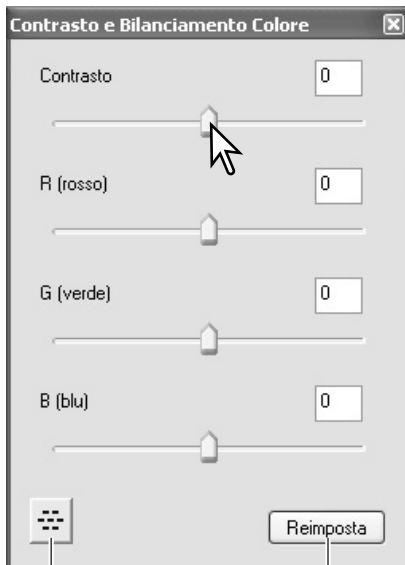 Contrasto e Bilanciamento Colore
Contrasto 0
R (rosso) 0
G (verde) 0
B (blu) 0
Reimposta